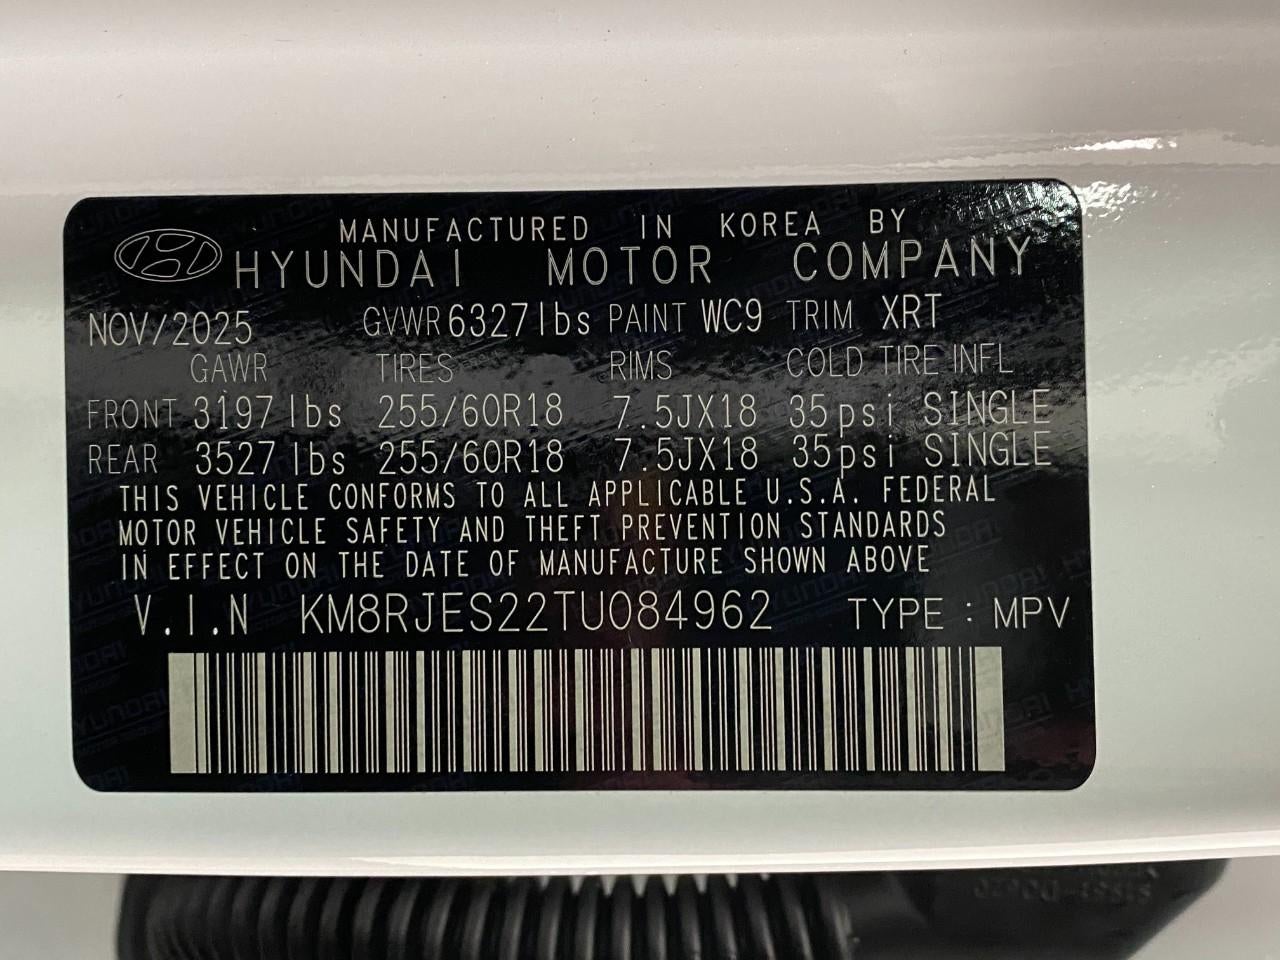 MANUFACTURED IN KOREA BY
HYUNDAI MOTOR COMPANY
NOV/2025 GVWR 6327lbs PAINT WC9 TRIM XRT
GAWR TIRES RIMS COLD TIRE INFL
FRONT 3197 lbs 255/60R18 7.5JX18 35psi SINGLE
REAR 3527 lbs 255/60R18 7.5JX18 35psi SINGLE
THIS VEHICLE CONFORMS TO ALL APPLICABLE U.S.A. FEDERAL
MOTOR VEHICLE SAFETY AND THEFT PREVENTION STANDARDS
IN EFFECT ON THE DATE OF MANUFACTURE SHOWN ABOVE
V.I.N KM8RJES22TU084962 TYPE : MPV